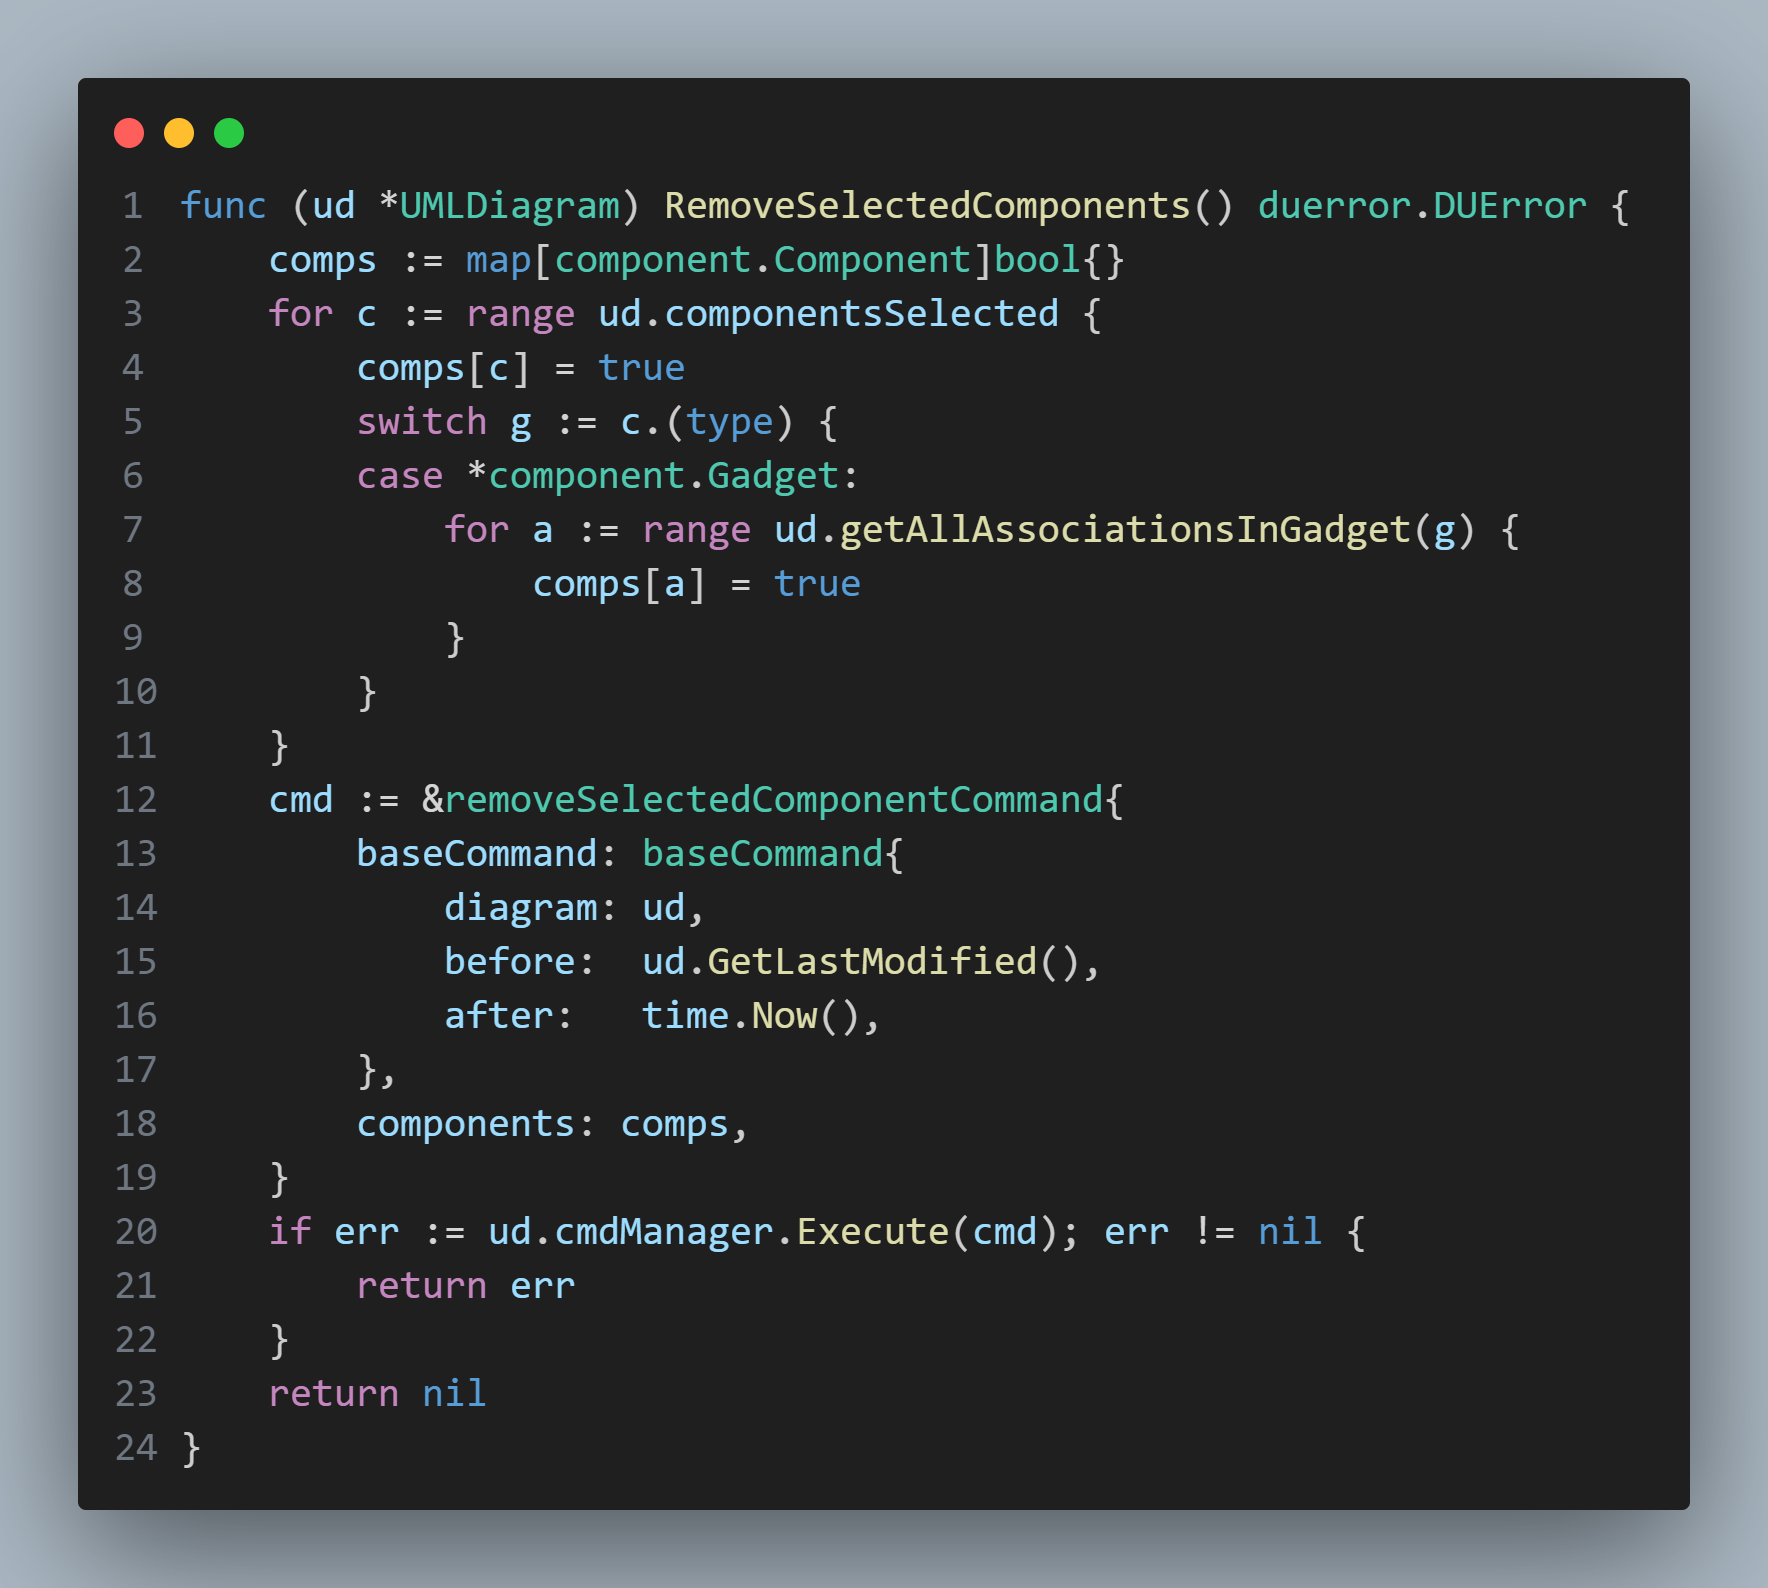 1 func (ud *UMLDiagram) RemoveSelectedComponents() duerror.DUError {
2     comps := map[component.Component]bool{}
3     for c := range ud.componentsSelected {
4         comps[c] = true
5         switch g := c.(type) {
6         case *component.Gadget:
7             for a := range ud.getAllAssociationsInGadget(g) {
8                 comps[a] = true
9             }
10         }
11     }
12     cmd := &removeSelectedComponentCommand{
13         baseCommand: baseCommand{
14             diagram: ud,
15             before:  ud.GetLastModified(),
16             after:   time.Now(),
17         },
18         components: comps,
19     }
20     if err := ud.cmdManager.Execute(cmd); err != nil {
21         return err
22     }
23     return nil
24 }